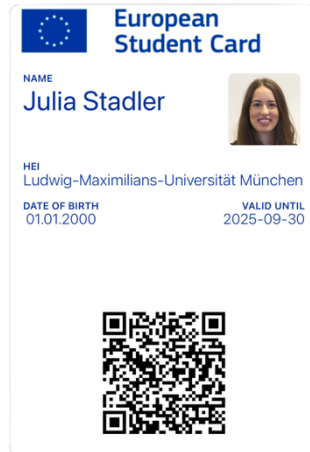 European
Student Card
NAME
Julia Stadler
HEI
Ludwig-Maximilians-Universität München
DATE OF BIRTH VALID UNTIL
01.01.2000 2025-09-30